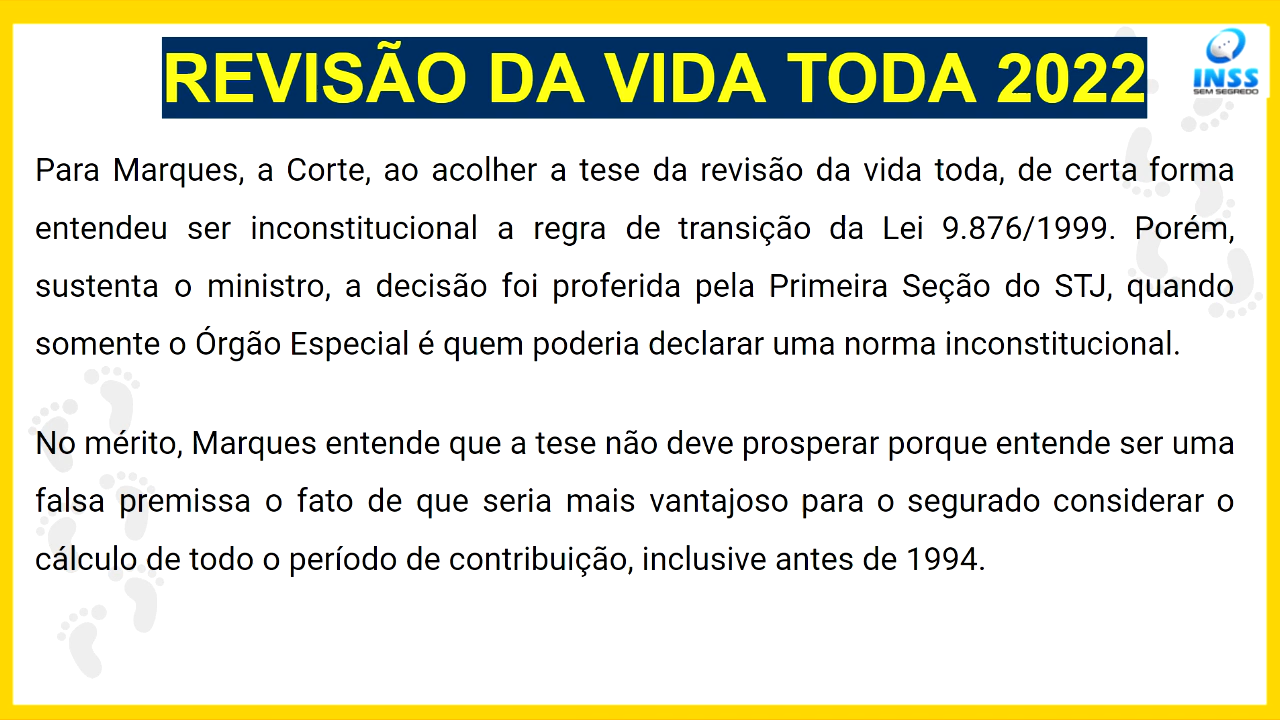 REVISÃO DA VIDA TODA 2022
INSS
SEM SEGREDO
Para Marques, a Corte, ao acolher a tese da revisão da vida toda, de certa forma
entendeu ser inconstitucional a regra de transição da Lei 9.876/1999. Porém,
sustenta o ministro, a decisão foi proferida pela Primeira Seção do STJ, quando
somente o Órgão Especial é quem poderia declarar uma norma inconstitucional.
No mérito, Marques entende que a tese não deve prosperar porque entende ser uma
falsa premissa o fato de que seria mais vantajoso para o segurado considerar o
cálculo de todo o período de contribuição, inclusive antes de 1994.